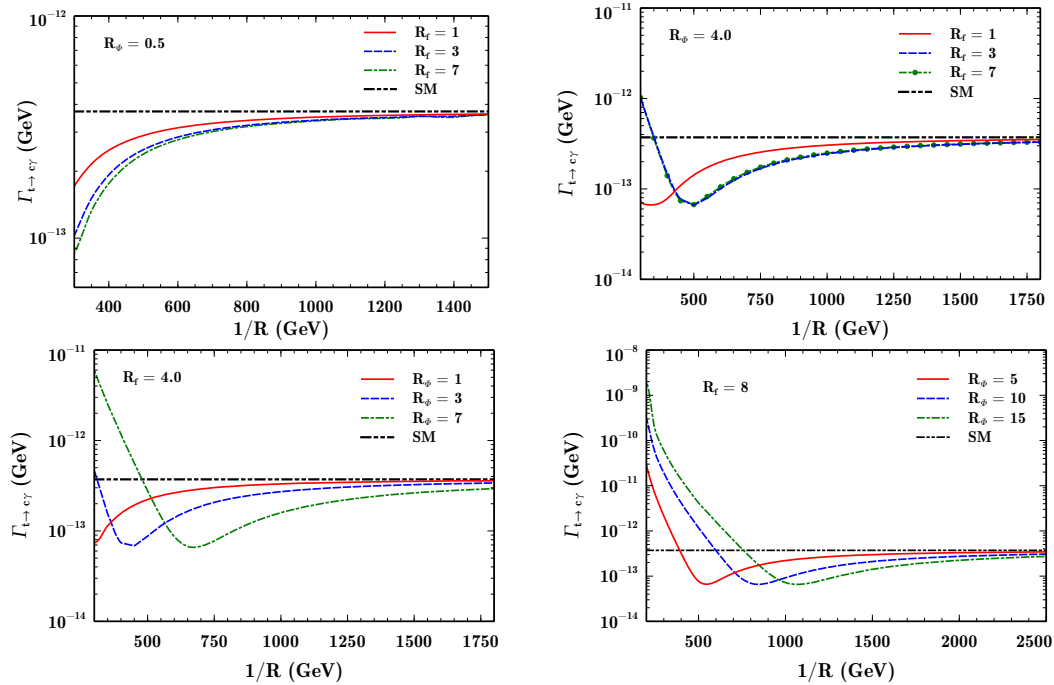 10⁻¹²
R_Φ = 0.5
R_f = 1
R_f = 3
R_f = 7
SM
10⁻¹³
Γ_{t→ cγ} (GeV)
400 600 800 1000 1200 1400
1/R (GeV)
10⁻¹¹
R_Φ = 4.0
R_f = 1
R_f = 3
R_f = 7
SM
10⁻¹²
10⁻¹³
10⁻¹⁴
Γ_{t→ cγ} (GeV)
500 750 1000 1250 1500 1750
1/R (GeV)
10⁻¹¹
R_f = 4.0
R_Φ = 1
R_Φ = 3
R_Φ = 7
SM
10⁻¹²
10⁻¹³
10⁻¹⁴
Γ_{t→ cγ} (GeV)
500 750 1000 1250 1500 1750
1/R (GeV)
10⁻⁸
R_f = 8
R_Φ = 5
R_Φ = 10
R_Φ = 15
SM
10⁻⁹
10⁻¹⁰
10⁻¹¹
10⁻¹²
10⁻¹³
10⁻¹⁴
Γ_{t→ cγ} (GeV)
500 1000 1500 2000 2500
1/R (GeV)